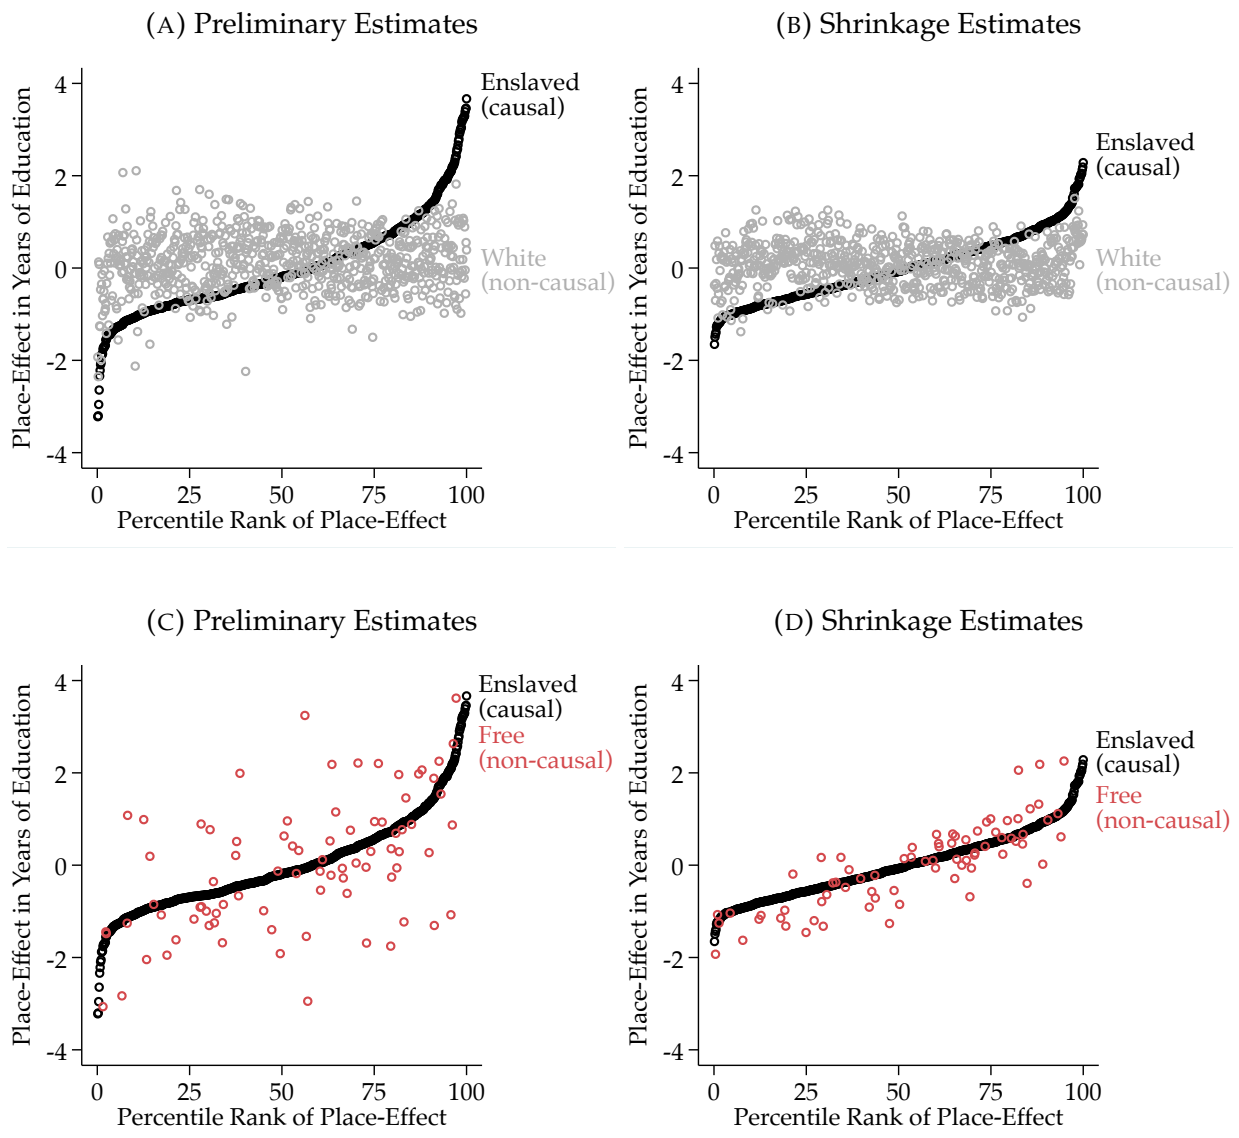 (A) Preliminary Estimates
Place-Effect in Years of Education
4
2
0
-2
-4
Enslaved
(causal)
White
(non-causal)
0 25 50 75 100
Percentile Rank of Place-Effect
(B) Shrinkage Estimates
Place-Effect in Years of Education
4
2
0
-2
-4
Enslaved
(causal)
White
(non-causal)
0 25 50 75 100
Percentile Rank of Place-Effect
(C) Preliminary Estimates
Place-Effect in Years of Education
4
2
0
-2
-4
Enslaved
(causal)
Free
(non-causal)
0 25 50 75 100
Percentile Rank of Place-Effect
(D) Shrinkage Estimates
Place-Effect in Years of Education
4
2
0
-2
-4
Enslaved
(causal)
Free
(non-causal)
0 25 50 75 100
Percentile Rank of Place-Effect